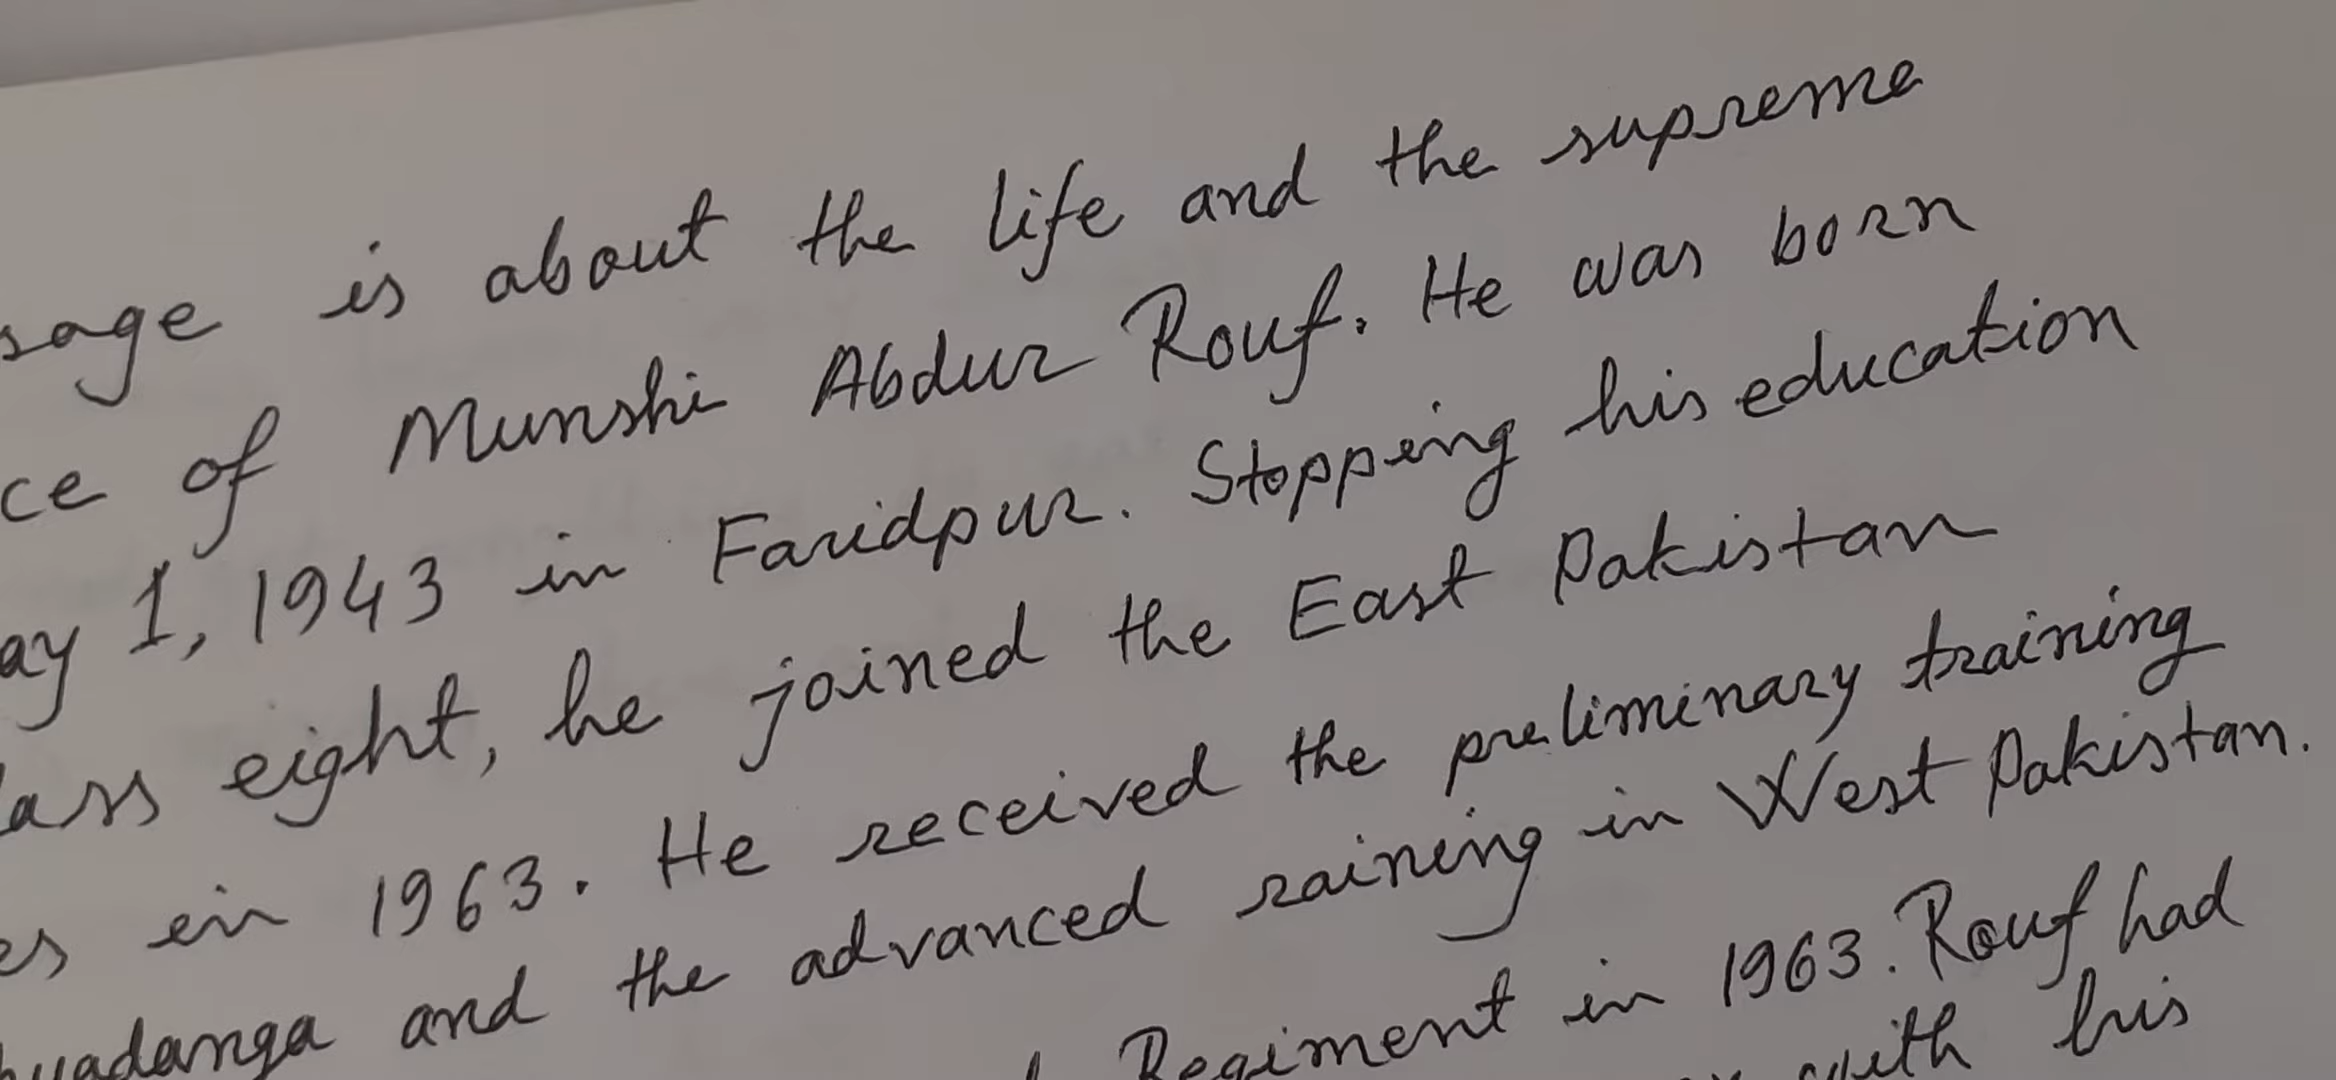 sage is about the life and the supreme
ce of Munshi Abdur Rouf. He was born
ay 1, 1943 in Faridpur. Stopping his education
lass eight, he joined the East Pakistan
es in 1963. He received the preliminary training
huadanga and the advanced raining in West Pakistan.
Regiment in 1963. Rouf had
with his